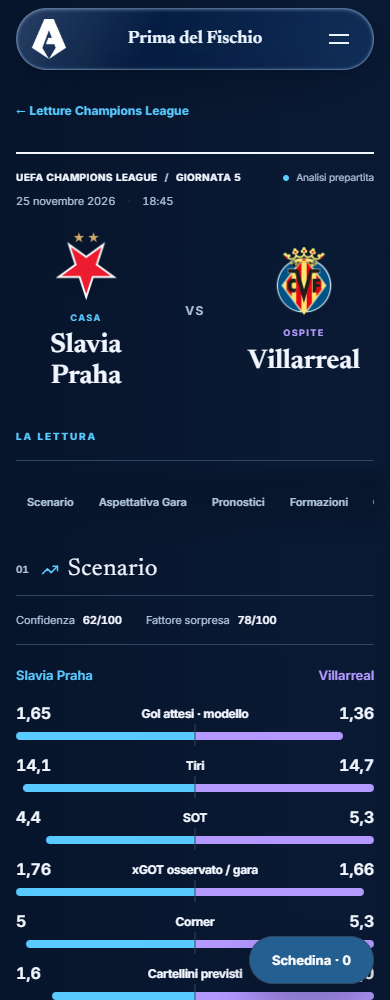 Prima del Fischio
← Letture Champions League
UEFA CHAMPIONS LEAGUE / GIORNATA 5
Analisi prepartita
25 novembre 2026 · 18:45
CASA
Slavia
Praha
VS
OSPITE
Villarreal
LA LETTURA
Scenario Aspettativa Gara Pronostici Formazioni
01 Scenario
Confidenza 62/100 Fattore sorpresa 78/100
Slavia Praha Villarreal
1,65 Gol attesi · modello 1,36
14,1 Tiri 14,7
4,4 SOT 5,3
1,76 xGOT osservato / gara 1,66
5 Corner 5,3
1,6 Cartellini previsti
Schedina · 0